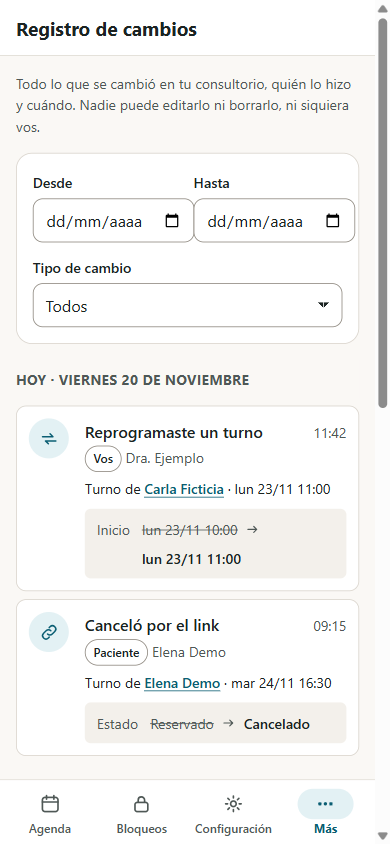 Registro de cambios
Todo lo que se cambió en tu consultorio, quién lo hizo
y cuándo. Nadie puede editarlo ni borrarlo, ni siquiera
vos.
Desde Hasta
dd/mm/aaaa dd/mm/aaaa
Tipo de cambio
Todos
HOY · VIERNES 20 DE NOVIEMBRE
Reprogramaste un turno 11:42
Vos Dra. Ejemplo
Turno de Carla Ficticia · lun 23/11 11:00
Inicio lun 23/11 10:00 →
lun 23/11 11:00
Canceló por el link 09:15
Paciente Elena Demo
Turno de Elena Demo · mar 24/11 16:30
Estado Reservado → Cancelado
Agenda Bloqueos Configuración Más